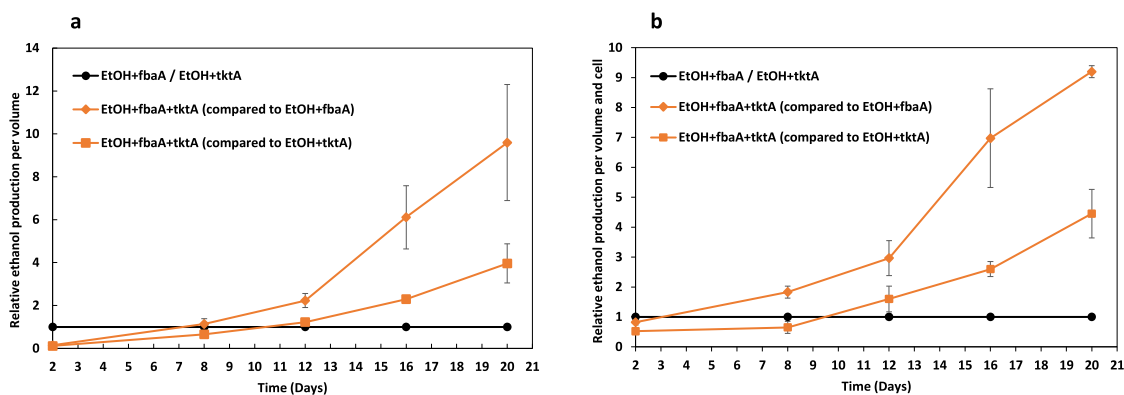 a
Relative ethanol production per volume
14
12
10
8
6
4
2
0
EtOH+fbaA / EtOH+tktA
EtOH+fbaA+tktA (compared to EtOH+fbaA)
EtOH+fbaA+tktA (compared to EtOH+tktA)
2 3 4 5 6 7 8 9 10 11 12 13 14 15 16 17 18 19 20 21
Time (Days)
b
Relative ethanol production per volume and cell
10
9
8
7
6
5
4
3
2
1
0
EtOH+fbaA / EtOH+tktA
EtOH+fbaA+tktA (compared to EtOH+fbaA)
EtOH+fbaA+tktA (compared to EtOH+tktA)
2 3 4 5 6 7 8 9 10 11 12 13 14 15 16 17 18 19 20 21
Time (Days)